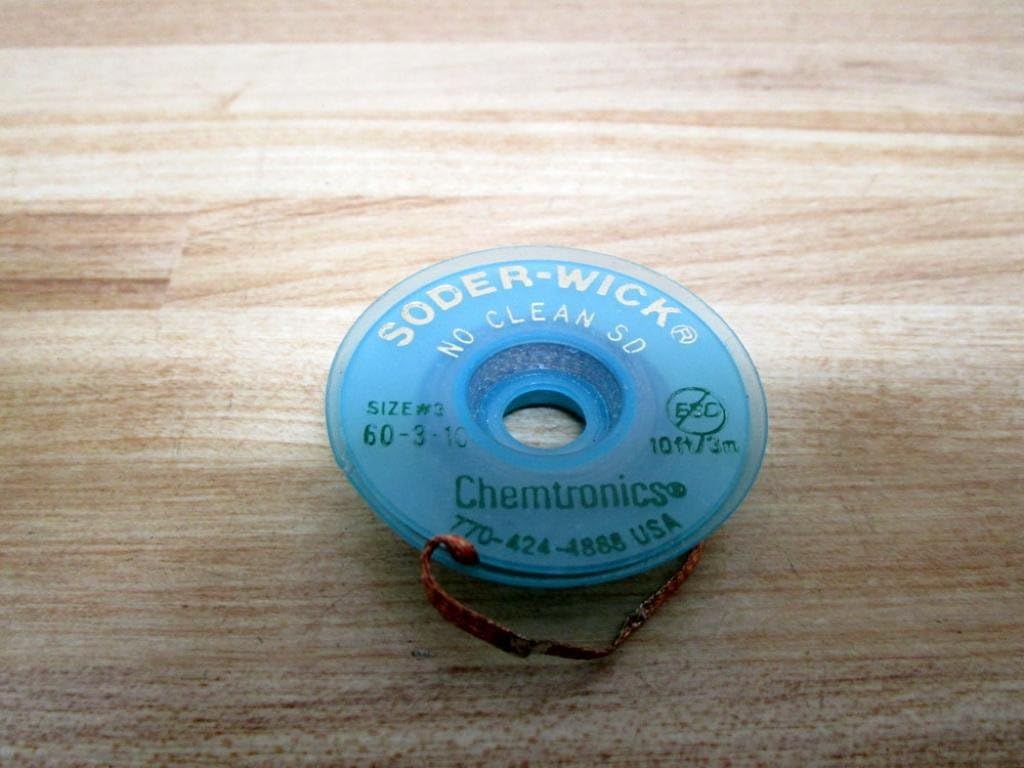 SODER-WICK®
NO CLEAN SD
SIZE #3
60-3-10
ESD
10ft/3m
Chemtronics®
770-424-4888 USA